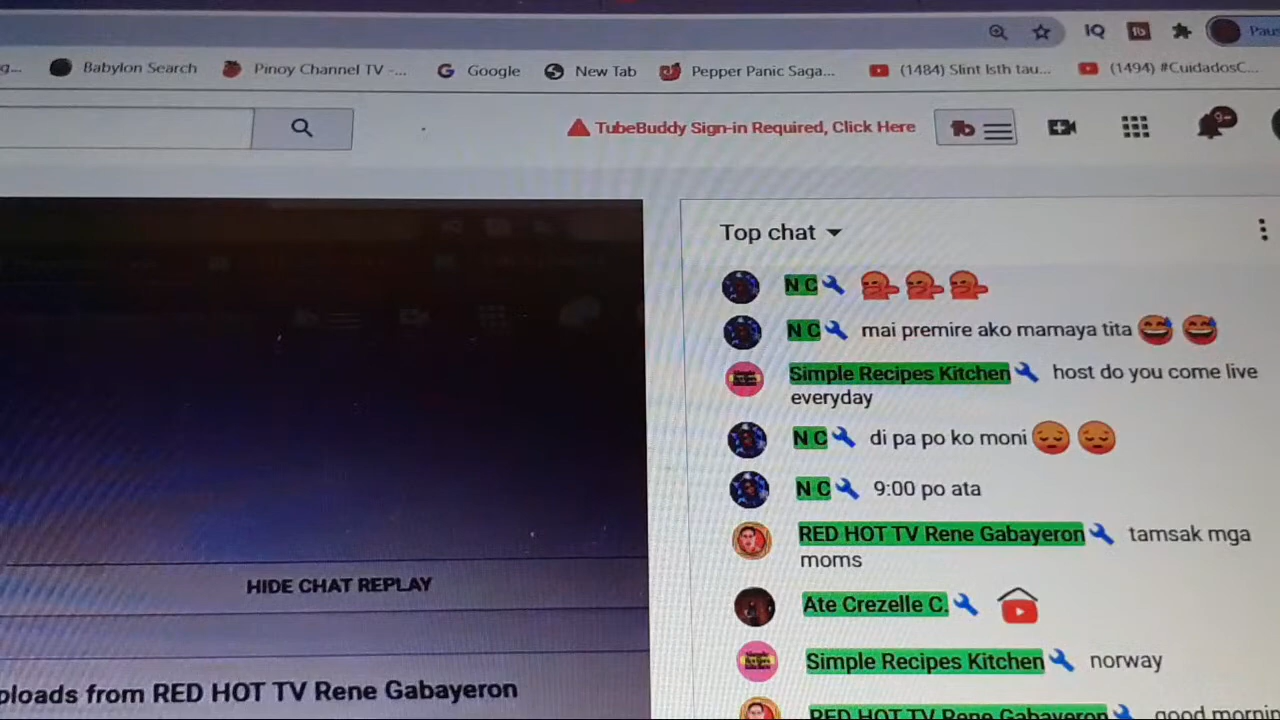 Babylon Search
Pinoy Channel TV -...
Google
New Tab
Pepper Panic Saga...
(1484) Slint Isth tau...
(1494) #CuidadosC...
TubeBuddy Sign-in Required, Click Here
9+
Top chat
N C
N C mai premire ako mamaya tita
Simple Recipes Kitchen host do you come live
everyday
N C di pa po ko moni
N C 9:00 po ata
RED HOT TV Rene Gabayeron tamsak mga
moms
Ate Crezelle C.
Simple Recipes Kitchen norway
RED HOT TV Rene Gabayeron good mornin
HIDE CHAT REPLAY
ploads from RED HOT TV Rene Gabayeron